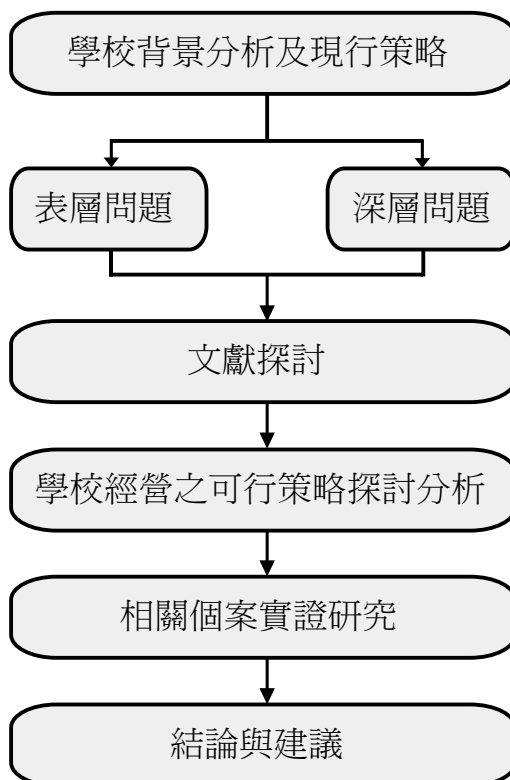 學校背景分析及現行策略
表層問題
深層問題
文獻探討
學校經營之可行策略探討分析
相關個案實證研究
結論與建議